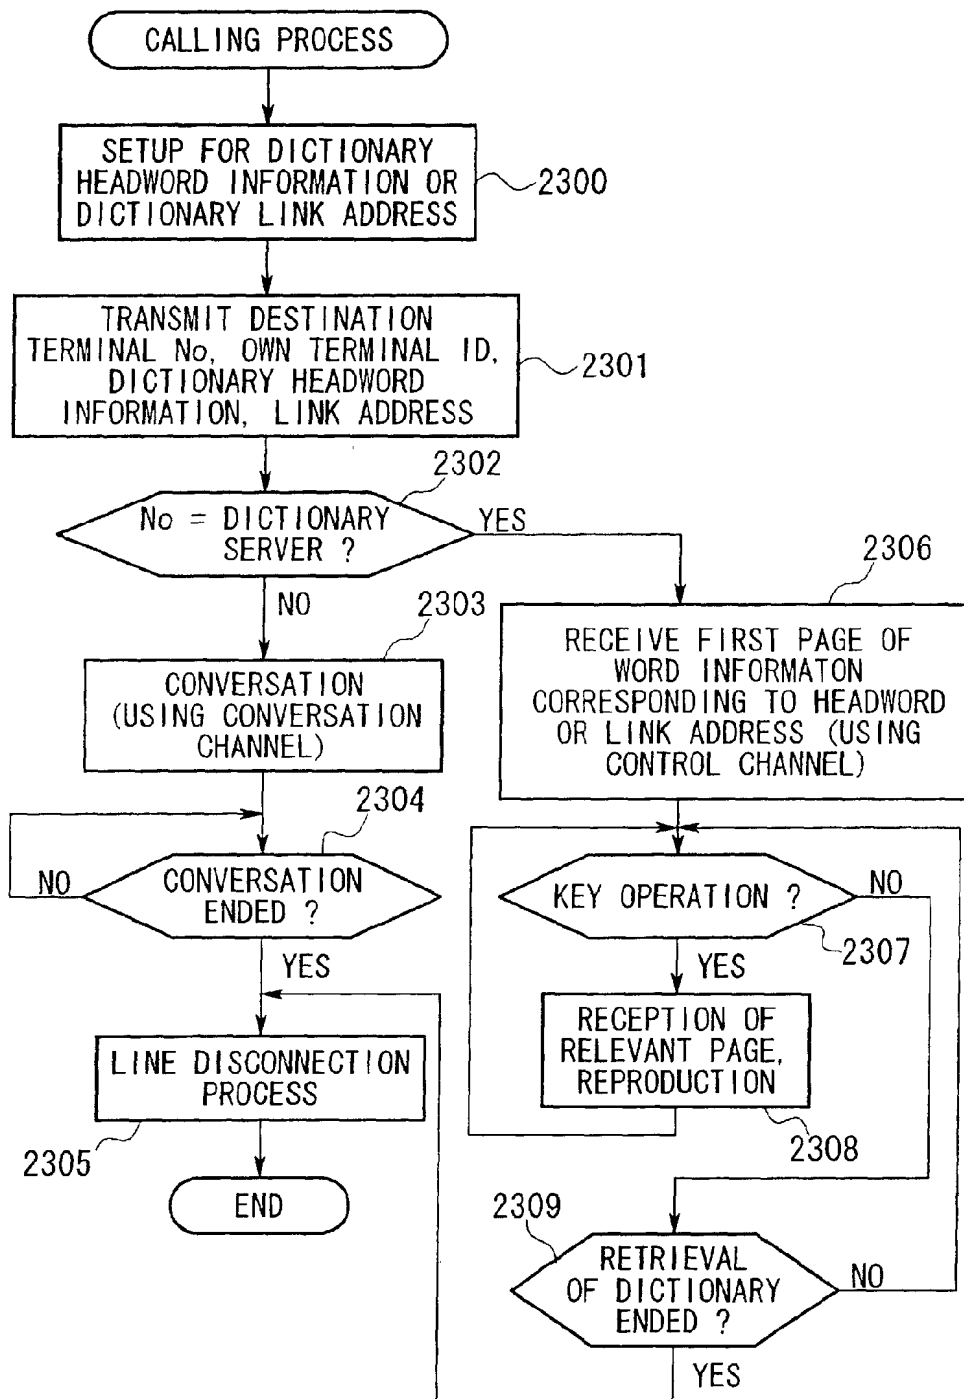 CALLING PROCESS
SETUP FOR DICTIONARY
HEADWORD INFORMATION OR
DICTIONARY LINK ADDRESS
2300
TRANSMIT DESTINATION
TERMINAL No, OWN TERMINAL ID,
DICTIONARY HEADWORD
INFORMATION, LINK ADDRESS
2301
2302
No = DICTIONARY
SERVER ?
YES
NO
2303
CONVERSATION
(USING CONVERSATION
CHANNEL)
2304
CONVERSATION
ENDED ?
NO
YES
LINE DISCONNECTION
PROCESS
2305
END
2306
RECEIVE FIRST PAGE OF
WORD INFORMATON
CORRESPONDING TO HEADWORD
OR LINK ADDRESS (USING
CONTROL CHANNEL)
KEY OPERATION ?
NO
2307
YES
RECEPTION OF
RELEVANT PAGE,
REPRODUCTION
2308
2309
RETRIEVAL
OF DICTIONARY
ENDED ?
NO
YES